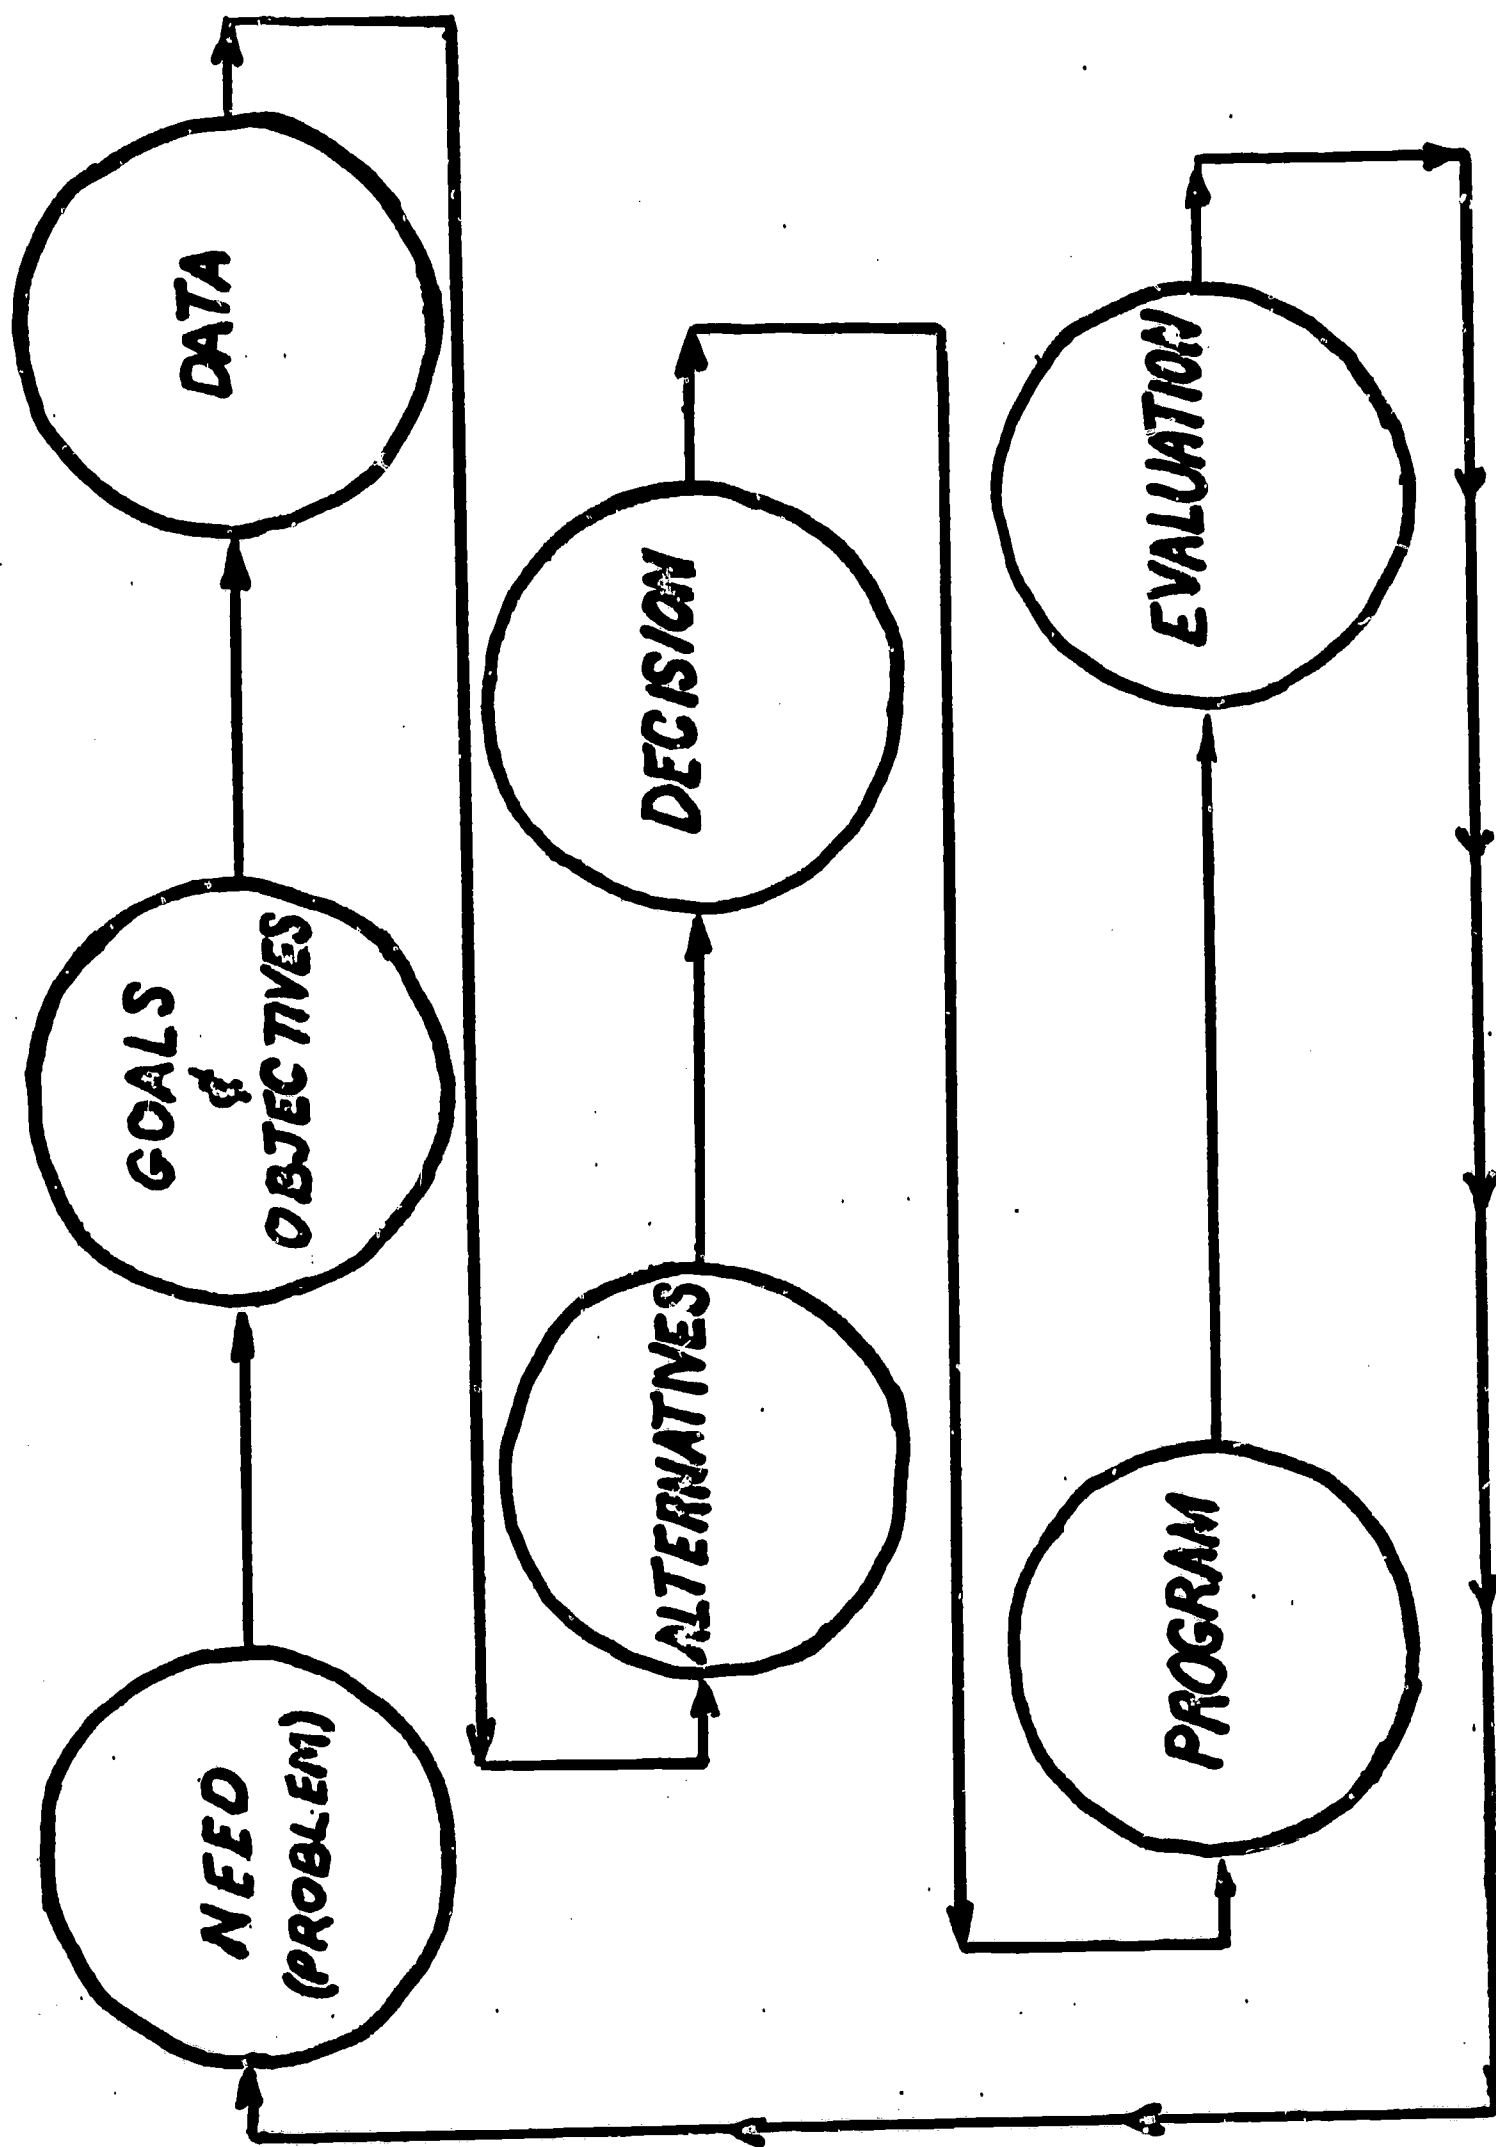 NEED
(PROBLEM)
GOALS
&
OBJECTIVES
DATA
ALTERNATIVES
DECISION
PROGRAM
EVALUATION